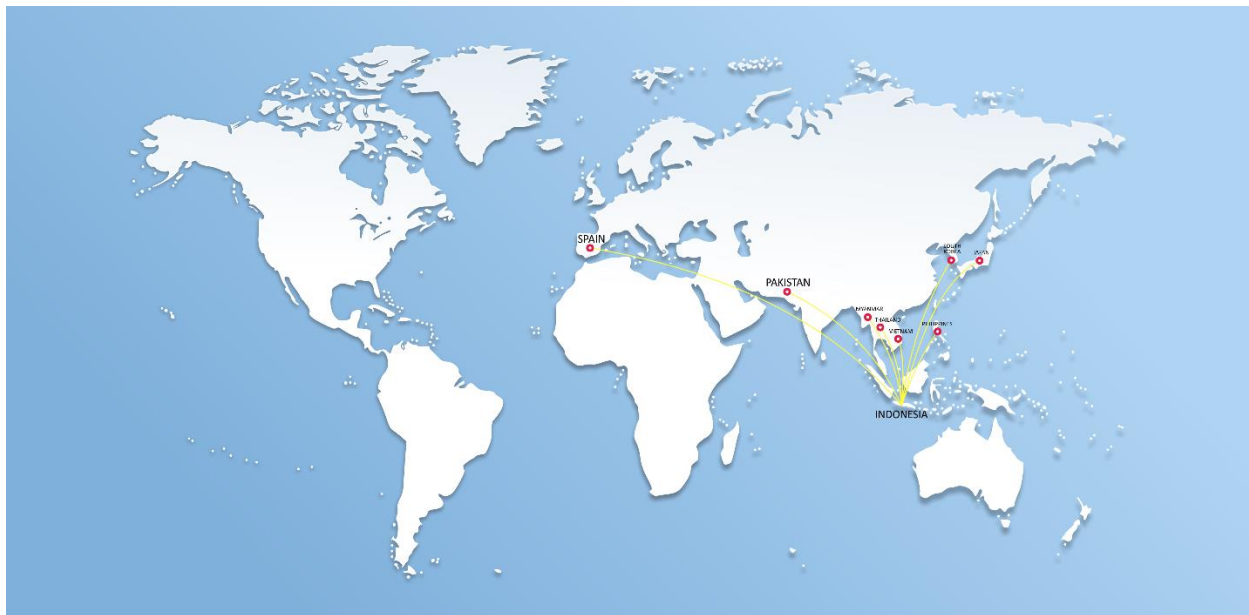 SPAIN
SOUTH
KOREA
JAPAN
PAKISTAN
MYANMAR
THAILAND
PHILIPPINES
VIETNAM
INDONESIA